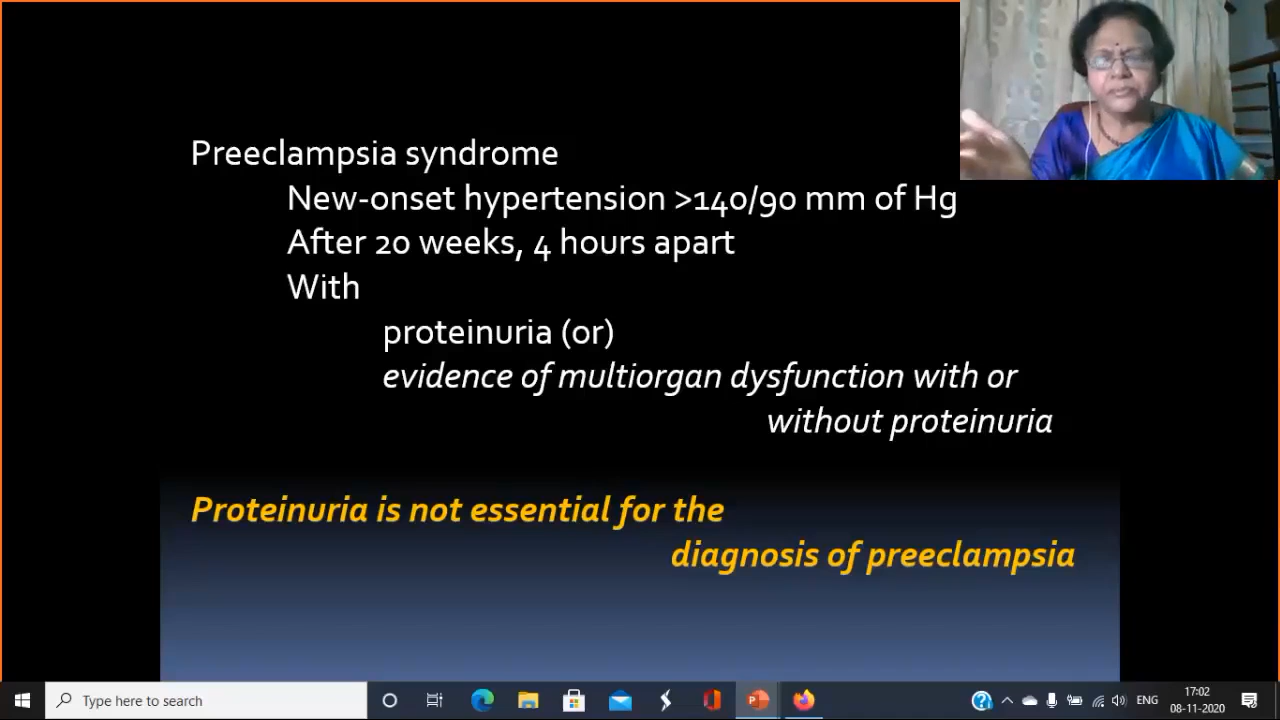 Preeclampsia syndrome
New-onset hypertension >140/90 mm of Hg
After 20 weeks, 4 hours apart
With
proteinuria (or)
evidence of multiorgan dysfunction with or
without proteinuria
Proteinuria is not essential for the
diagnosis of preeclampsia
Type here to search
ENG
17:02
08-11-2020